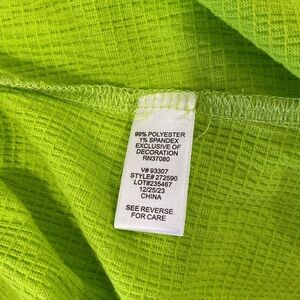 99% POLYESTER
1% SPANDEX
EXCLUSIVE OF
DECORATION
RN37080
V# 93307
STYLE# 272590
LOT#235467
12/25/23
CHINA
SEE REVERSE
FOR CARE